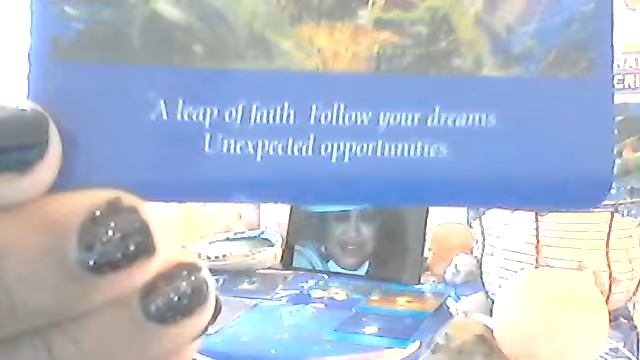 A leap of faith. Follow your dreams.
Unexpected opportunities.